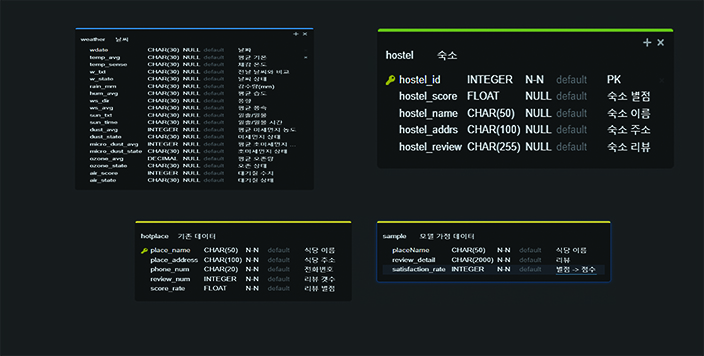 weather 날씨
wdate CHAR(30) NULL default 날짜
temp_avg CHAR(30) NULL default 평균 기온
temp_sense CHAR(30) NULL default 체감 온도
w_txt CHAR(30) NULL default 전날 날씨와 비교
w_state CHAR(30) NULL default 날씨 상태
rain_mm CHAR(30) NULL default 강수량(mm)
hum_avg CHAR(30) NULL default 평균 습도
ws_dir CHAR(30) NULL default 풍향
ws_avg CHAR(30) NULL default 평균 풍속
sun_txt CHAR(30) NULL default 일출/일몰
sun_time CHAR(30) NULL default 일출/일몰 시간
dust_avg INTEGER NULL default 평균 미세먼지 농도
dust_state CHAR(30) NULL default 미세먼지 상태
micro_dust_avg INTEGER NULL default 평균 초미세먼지 ...
micro_dust_state CHAR(30) NULL default 초미세먼지 상태
ozone_avg DECIMAL NULL default 평균 오존량
ozone_state CHAR(30) NULL default 오존 상태
air_score INTEGER NULL default 대기질 수치
air_state CHAR(30) NULL default 대기질 상태
hostel 숙소
hostel_id INTEGER N-N default PK
hostel_score FLOAT NULL default 숙소 별점
hostel_name CHAR(50) NULL default 숙소 이름
hostel_addrs CHAR(100) NULL default 숙소 주소
hostel_review CHAR(255) NULL default 숙소 리뷰
hotplace 기존 데이터
place_name CHAR(50) N-N default 식당 이름
place_address CHAR(100) N-N default 식당 주소
phone_num CHAR(20) N-N default 전화번호
review_num INTEGER N-N default 리뷰 갯수
score_rate FLOAT N-N default 리뷰 별점
sample 모델 가정 데이터
placeName CHAR(50) N-N default 식당 이름
review_detail CHAR(2000) N-N default 리뷰
satisfaction_rate INTEGER N-N default 별점 -> 점수